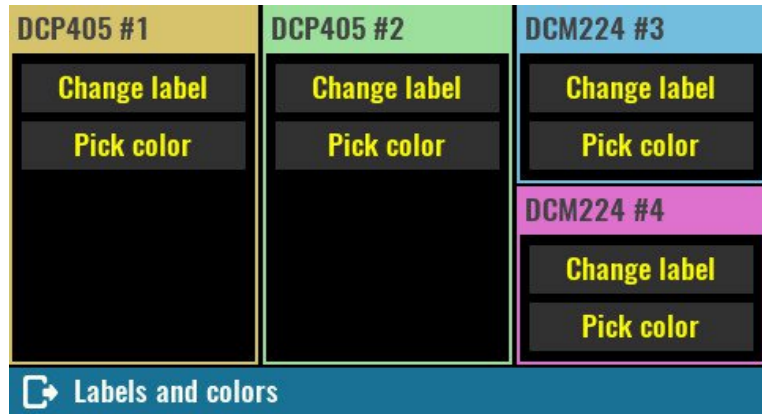 DCP405 #1
Change label
Pick color
DCP405 #2
Change label
Pick color
DCM224 #3
Change label
Pick color
DCM224 #4
Change label
Pick color
Labels and colors